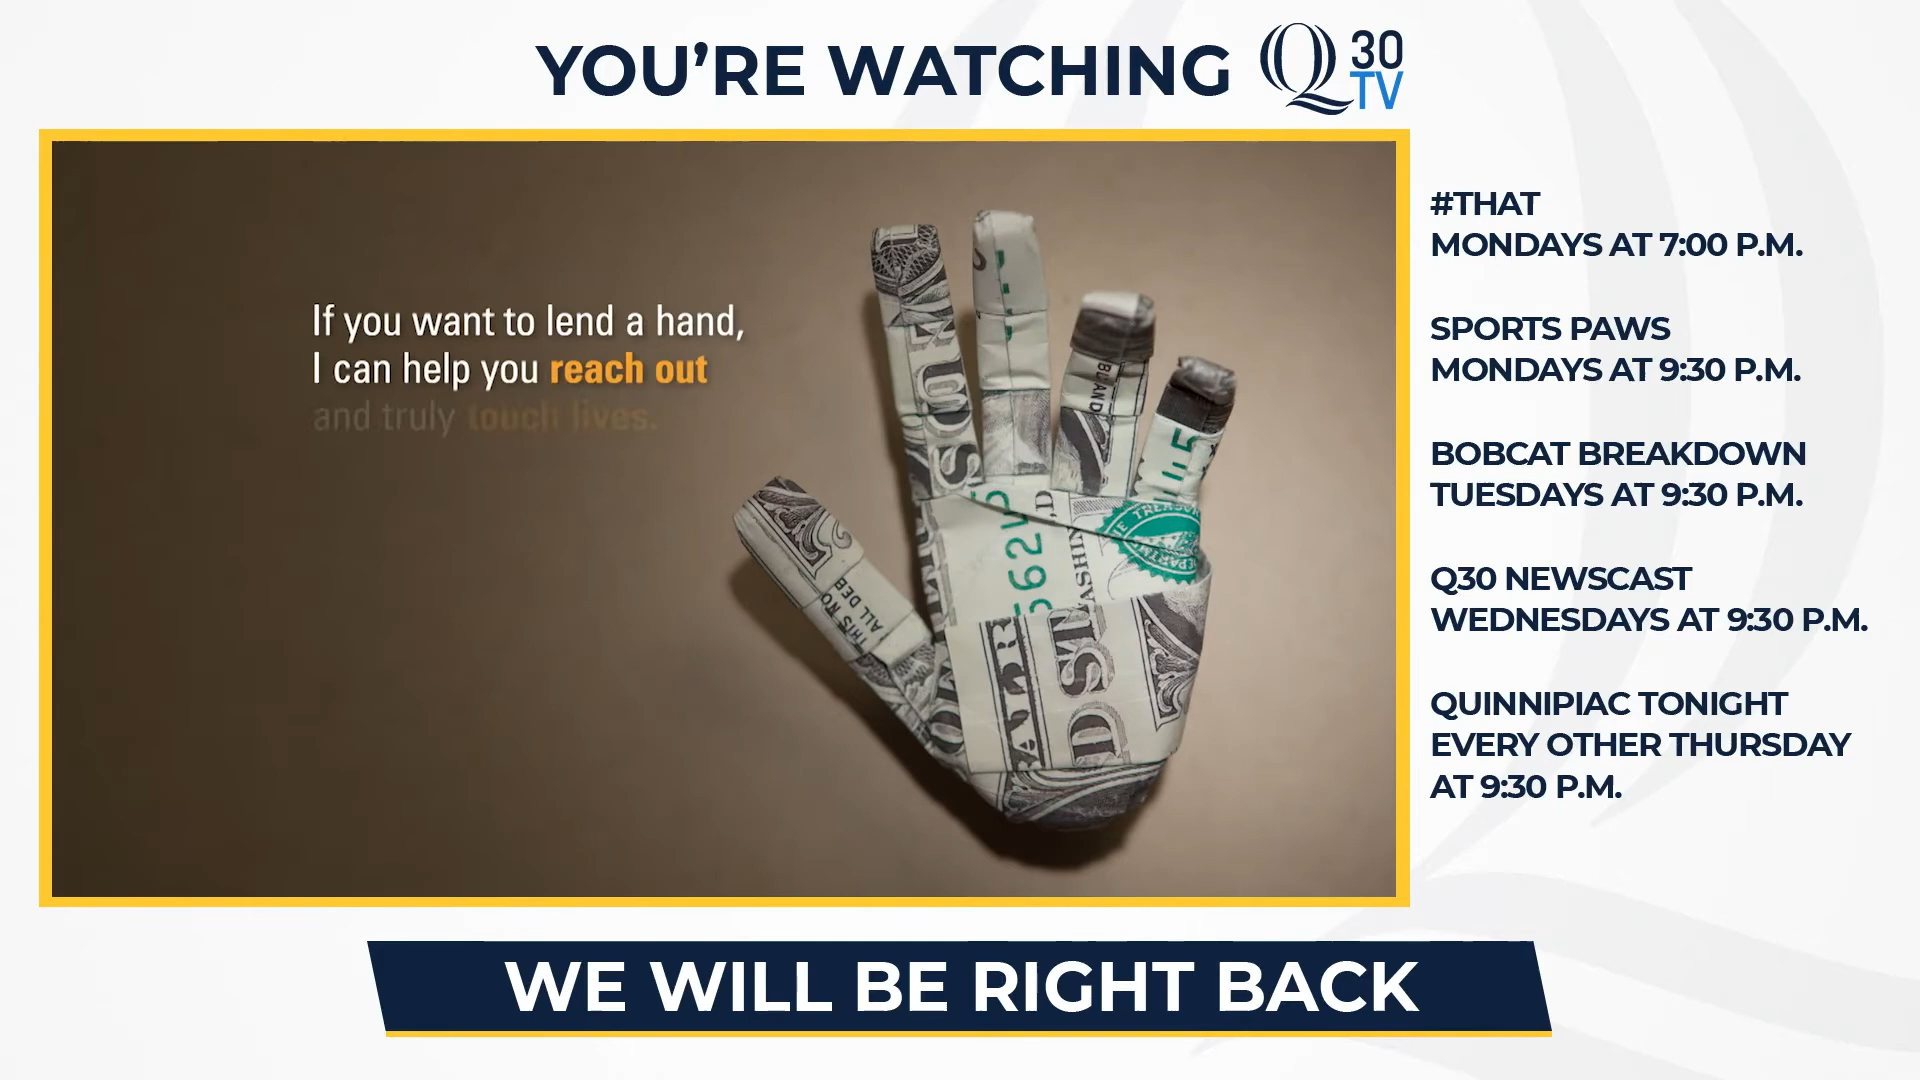 YOU'RE WATCHING Q30 TV
If you want to lend a hand,
I can help you reach out
and truly touch lives.
#THAT
MONDAYS AT 7:00 P.M.
SPORTS PAWS
MONDAYS AT 9:30 P.M.
BOBCAT BREAKDOWN
TUESDAYS AT 9:30 P.M.
Q30 NEWSCAST
WEDNESDAYS AT 9:30 P.M.
QUINNIPIAC TONIGHT
EVERY OTHER THURSDAY
AT 9:30 P.M.
WE WILL BE RIGHT BACK